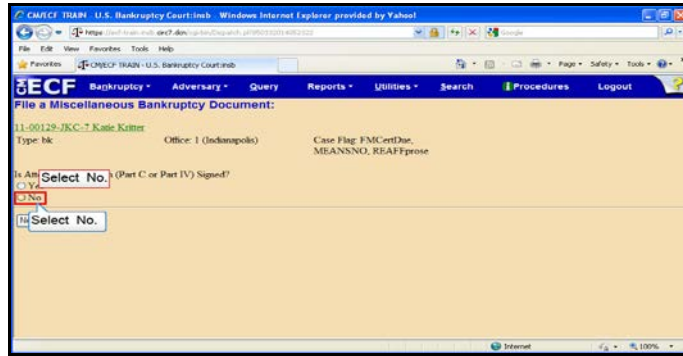 CM/ECF TRAIN - U.S. Bankruptcy Court:insb - Windows Internet Explorer provided by Yahoo!
Google
File Edit View Favorites Tools Help
Favorites CM/ECF TRAIN - U.S. Bankruptcy Court:insb Page Safety Tools
ECF Bankruptcy Adversary Query Reports Utilities Search Procedures Logout ?
File a Miscellaneous Bankruptcy Document:
11-00129-JKC-7 Katie Kritter
Type: bk Office: 1 (Indianapolis) Case Flag: FMCertDue,
MEANSNO, REAFFprose
Select No. (Part C or Part IV) Signed?
No
Select No.
Internet 100%